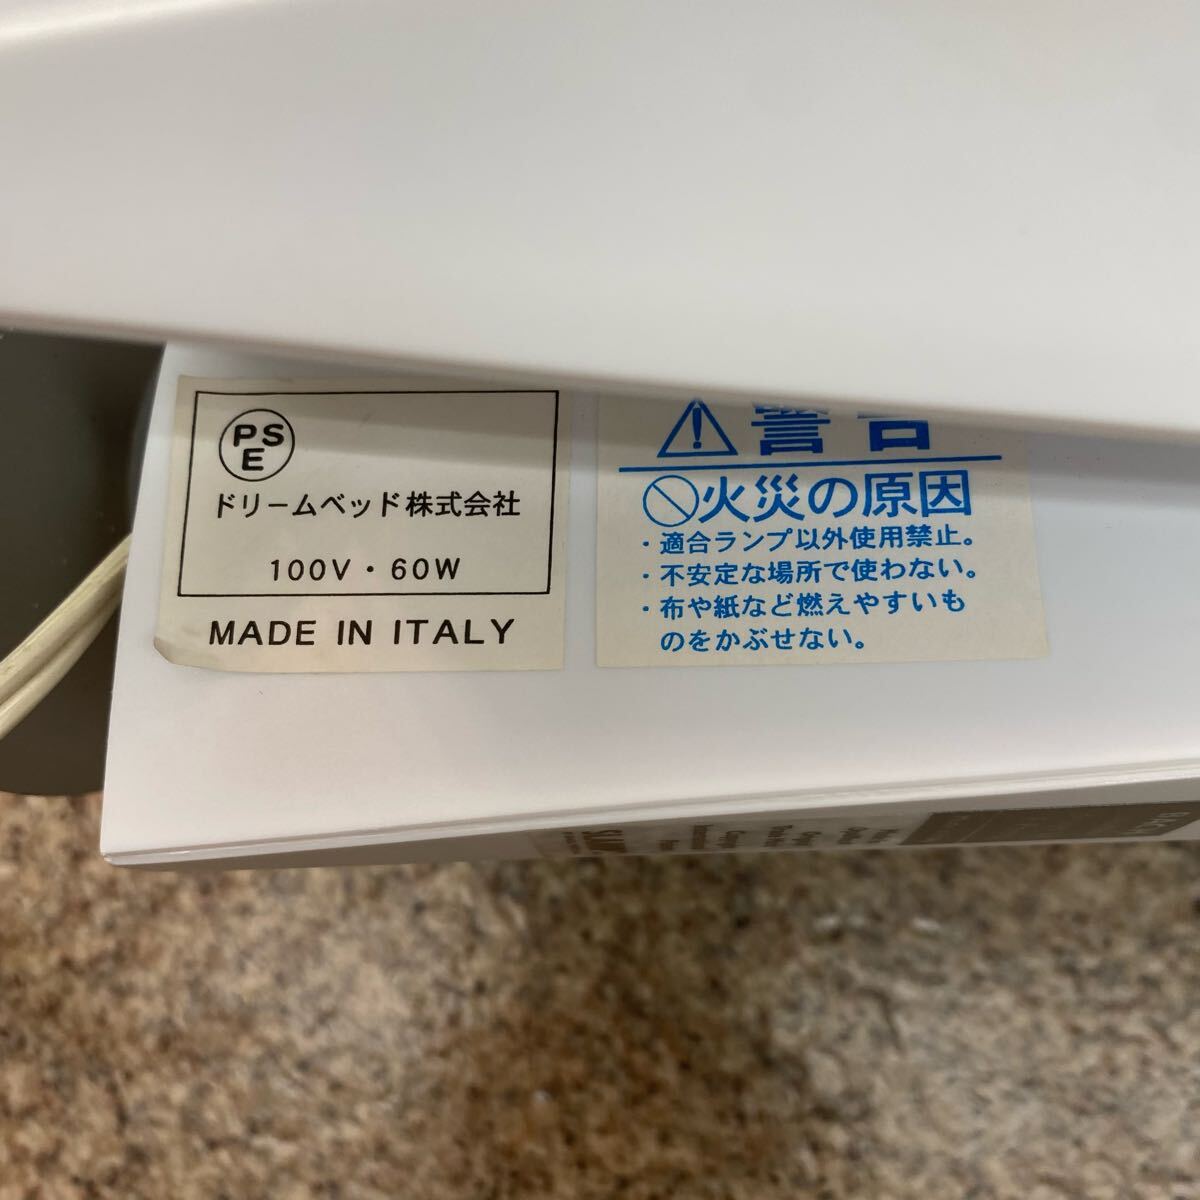 PSE
ドリームベッド株式会社
100V・60W
MADE IN ITALY
警告
火災の原因
・適合ランプ以外使用禁止。
・不安定な場所で使わない。
・布や紙など燃えやすいも
のをかぶせない。